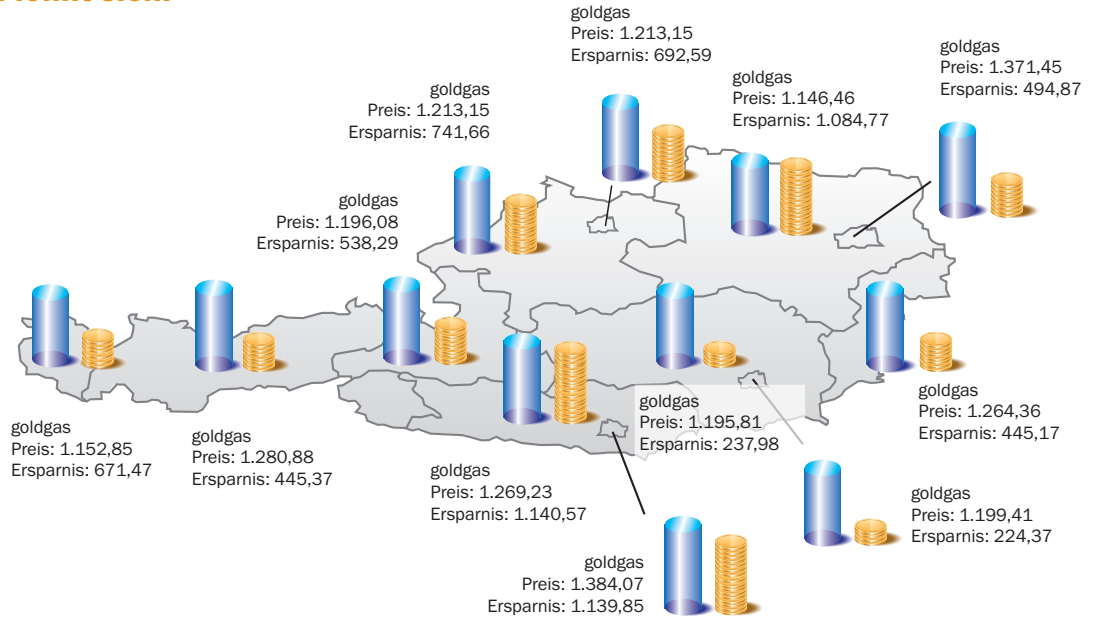 goldgas
Preis: 1.213,15
Ersparnis: 692,59
goldgas
Preis: 1.371,45
Ersparnis: 494,87
goldgas
Preis: 1.146,46
Ersparnis: 1.084,77
goldgas
Preis: 1.213,15
Ersparnis: 741,66
goldgas
Preis: 1.196,08
Ersparnis: 538,29
goldgas
Preis: 1.152,85
Ersparnis: 671,47
goldgas
Preis: 1.280,88
Ersparnis: 445,37
goldgas
Preis: 1.269,23
Ersparnis: 1.140,57
goldgas
Preis: 1.195,81
Ersparnis: 237,98
goldgas
Preis: 1.264,36
Ersparnis: 445,17
goldgas
Preis: 1.199,41
Ersparnis: 224,37
goldgas
Preis: 1.384,07
Ersparnis: 1.139,85